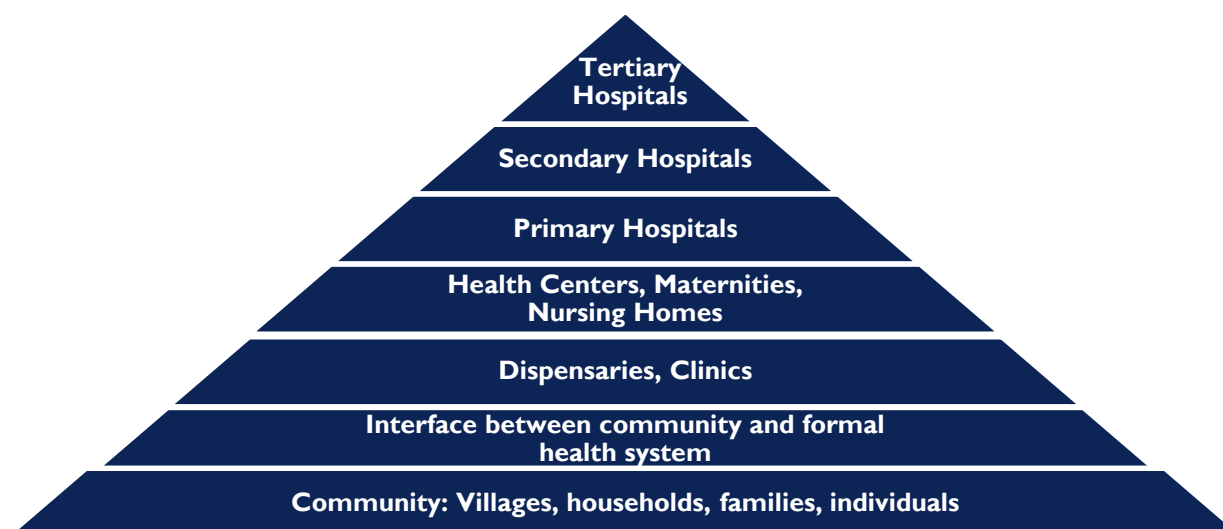 Tertiary
Hospitals
Secondary Hospitals
Primary Hospitals
Health Centers, Maternities,
Nursing Homes
Dispensaries, Clinics
Interface between community and formal
health system
Community: Villages, households, families, individuals